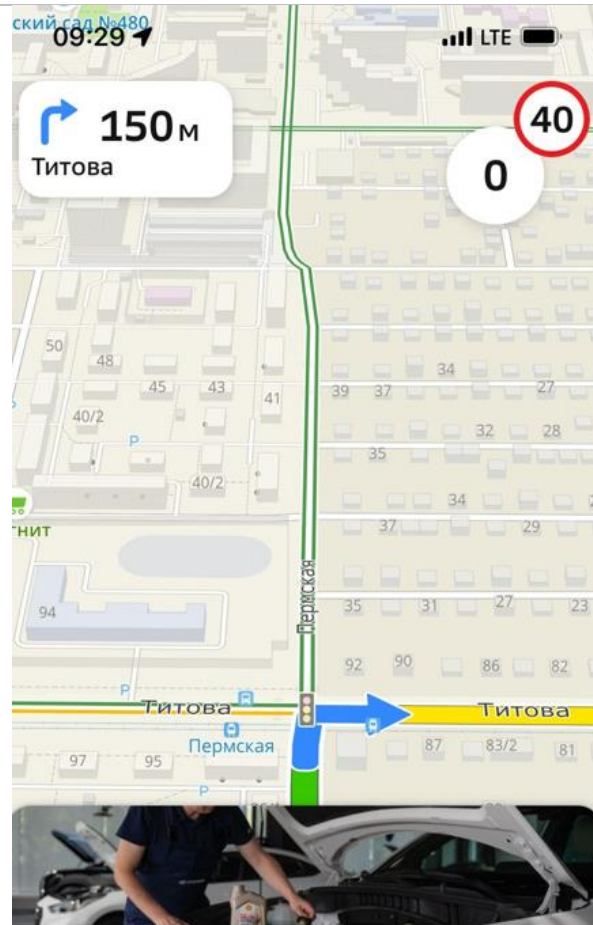 ский сад №480
09:29
LTE
150 м
Титова
40
0
50
48
45
43
41
39
37
34
27
40/2
P
32
28
35
40/2
34
37
29
НИТ
Пермская
94
35
31
27
23
92
90
86
82
P
Титова
Титова
Пермская
97
95
87
83/2
81
P